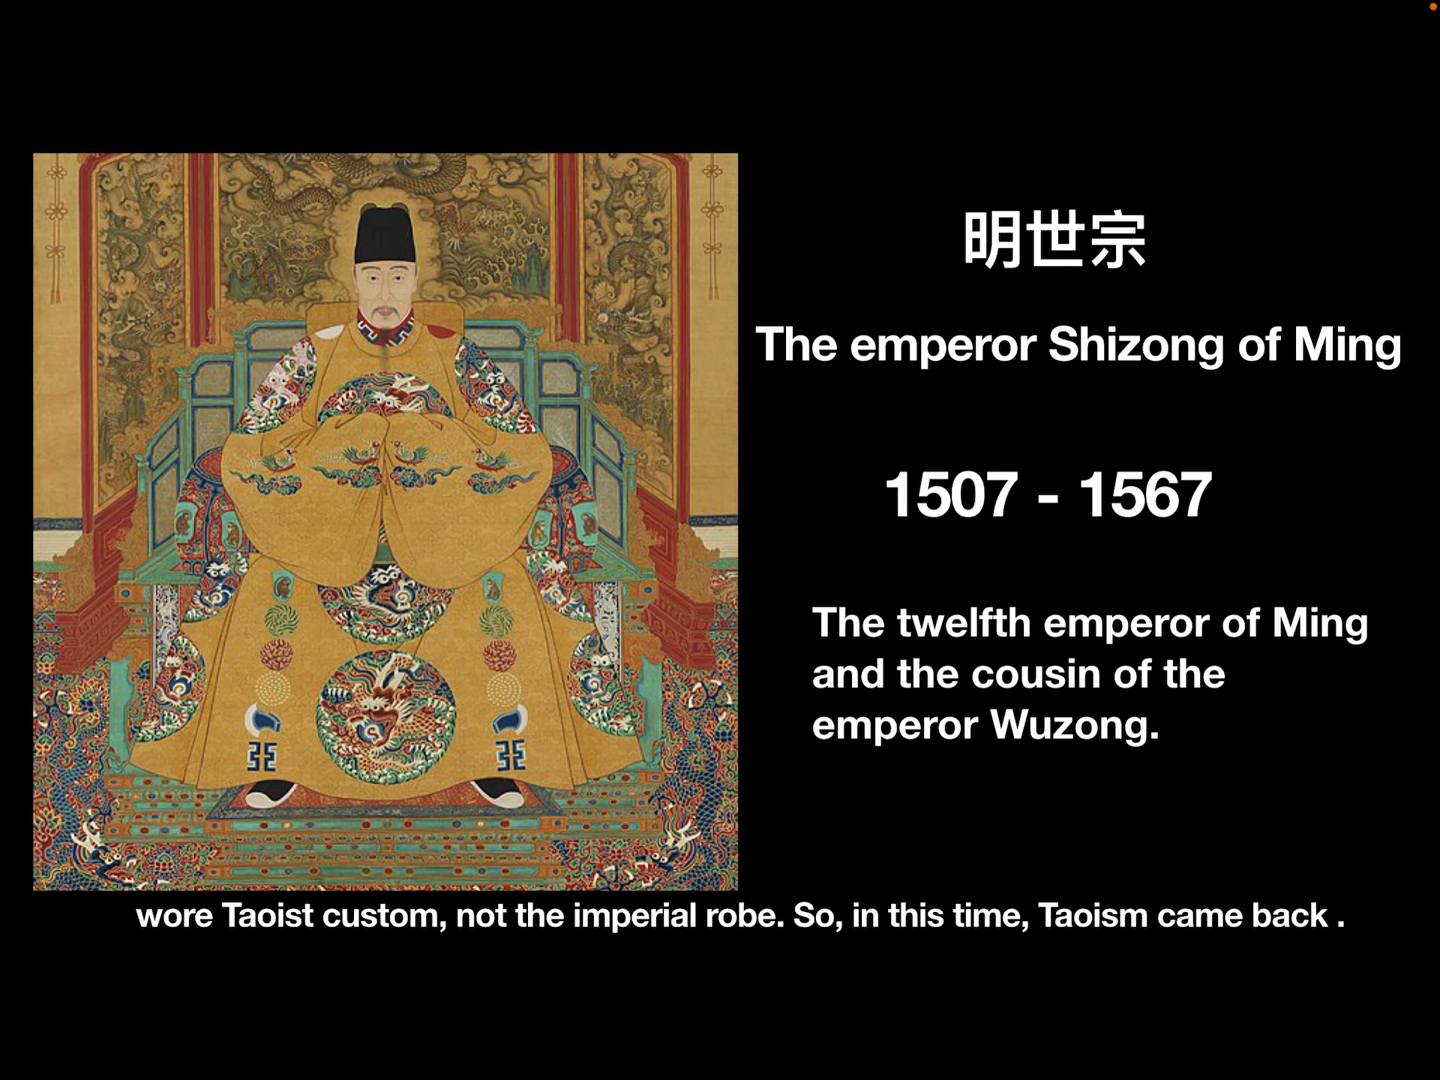 明世宗
The emperor Shizong of Ming
1507 - 1567
The twelfth emperor of Ming
and the cousin of the
emperor Wuzong.
wore Taoist custom, not the imperial robe. So, in this time, Taoism came back .